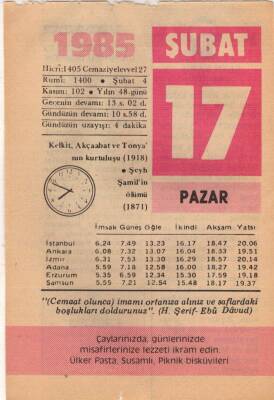 1985
ŞUBAT
Hicrî: 1405 Cemaziyelevvel 27
Rumî: 1400 • Şubat 4
Kasım: 102 • Yılın 48. günü
Gecenin devamı: 13 s. 02 d.
Gündüzün devamı: 10 s. 58 d.
Gündüzün uzayışı: 4 dakika
17
PAZAR
Kelkit, Akçaabat ve Tonya'
nın kurtuluşu (1918)
• Şeyh
Şamil'in
ölümü
(1871)
İmsak Güneş Öğle İkindi Akşam Yatsı
İstanbul 6.24 7.49 13.23 16.17 18.47 20.06
Ankara 6.08 7.32 13.07 16.04 18.33 19.51
İzmir 6.31 7.53 13.30 16.29 18.57 20.14
Adana 5.59 7.18 12.58 16.00 18.27 19.42
Erzurum 5.35 6.59 12.34 15.30 17.59 19.18
Samsun 5.55 7.21 12.54 15.48 18.17 19.37
"(Cemaat olunca) imamı ortanıza alınız ve saflardaki
boşlukları doldurunuz". (H. Şerif- Ebû Dâvud)
Çaylarınızda, günlerinizde
misafirlerinize lezzeti ikram edin.
Ülker Pasta, Susamlı, Piknik bisküvileri